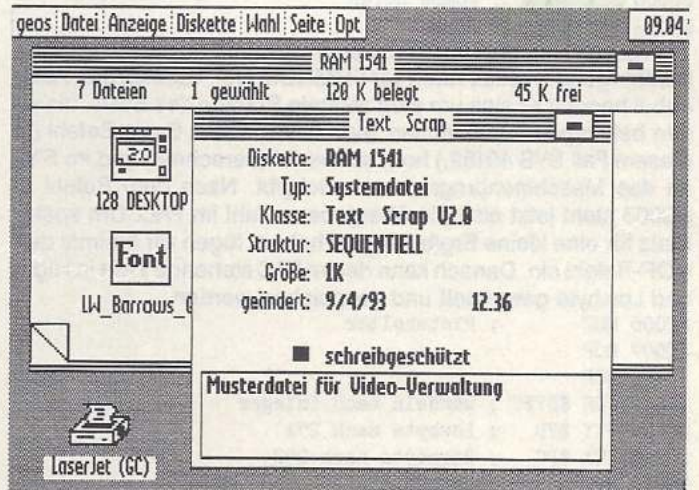 geos Datei Anzeige Diskette Wahl Seite Opt 09.04.
RAM 1541
7 Dateien 1 gewählt 120 K belegt 45 K frei
2.0
128 DESKTOP
Font
LW_Barrows_
Text Scrap
Diskette: RAM 1541
Typ: Systemdatei
Klasse: Text Scrap V2.0
Struktur: SEQUENTIELL
Größe: 1K
geändert: 9/4/93 12.36
schreibgeschützt
Musterdatei für Video-Verwaltung
LaserJet (GC)